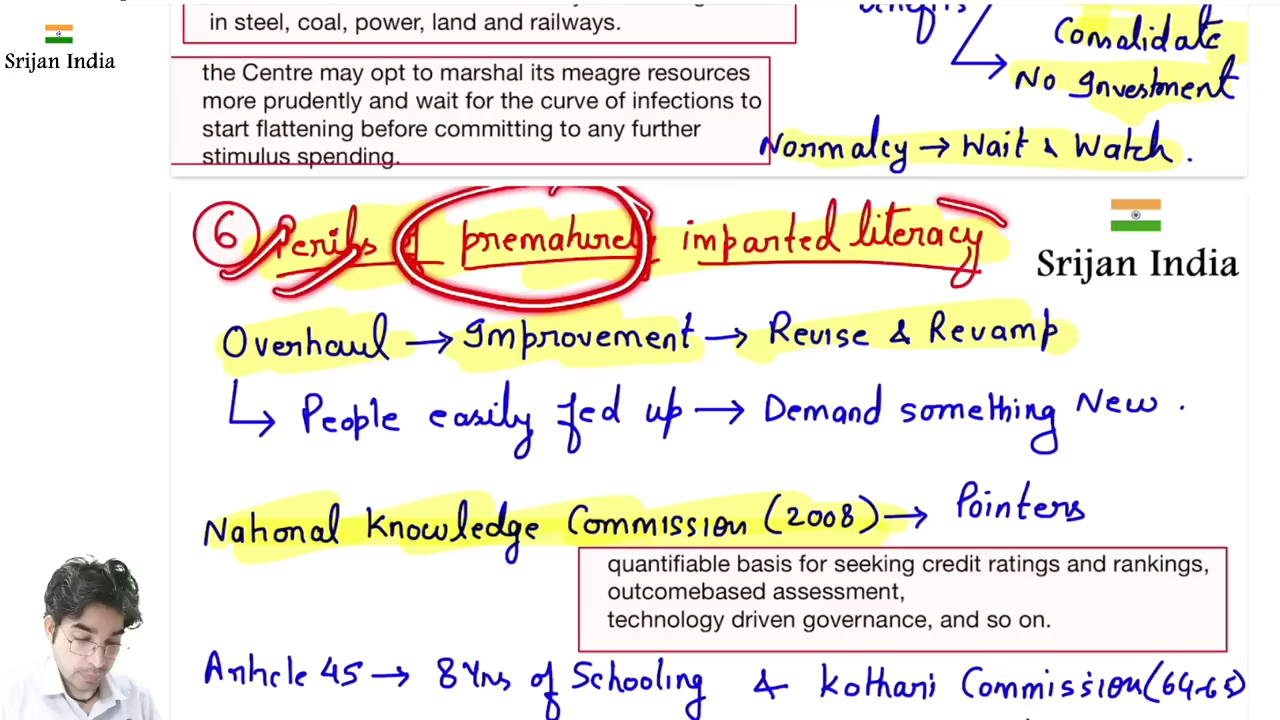 in steel, coal, power, land and railways.
Consolidate
No Investment
Srijan India
the Centre may opt to marshal its meagre resources
more prudently and wait for the curve of infections to
start flattening before committing to any further
stimulus spending.
Normalcy → Wait & Watch.
6 Perils of prematurely imparted literacy
Srijan India
Overhaul → Improvement → Revise & Revamp
People easily fed up → Demand something New.
National Knowledge Commission (2008) → Pointers
quantifiable basis for seeking credit ratings and rankings,
outcomebased assessment,
technology driven governance, and so on.
Article 45 → 8 Yrs of Schooling & Kothari Commission (64-65)